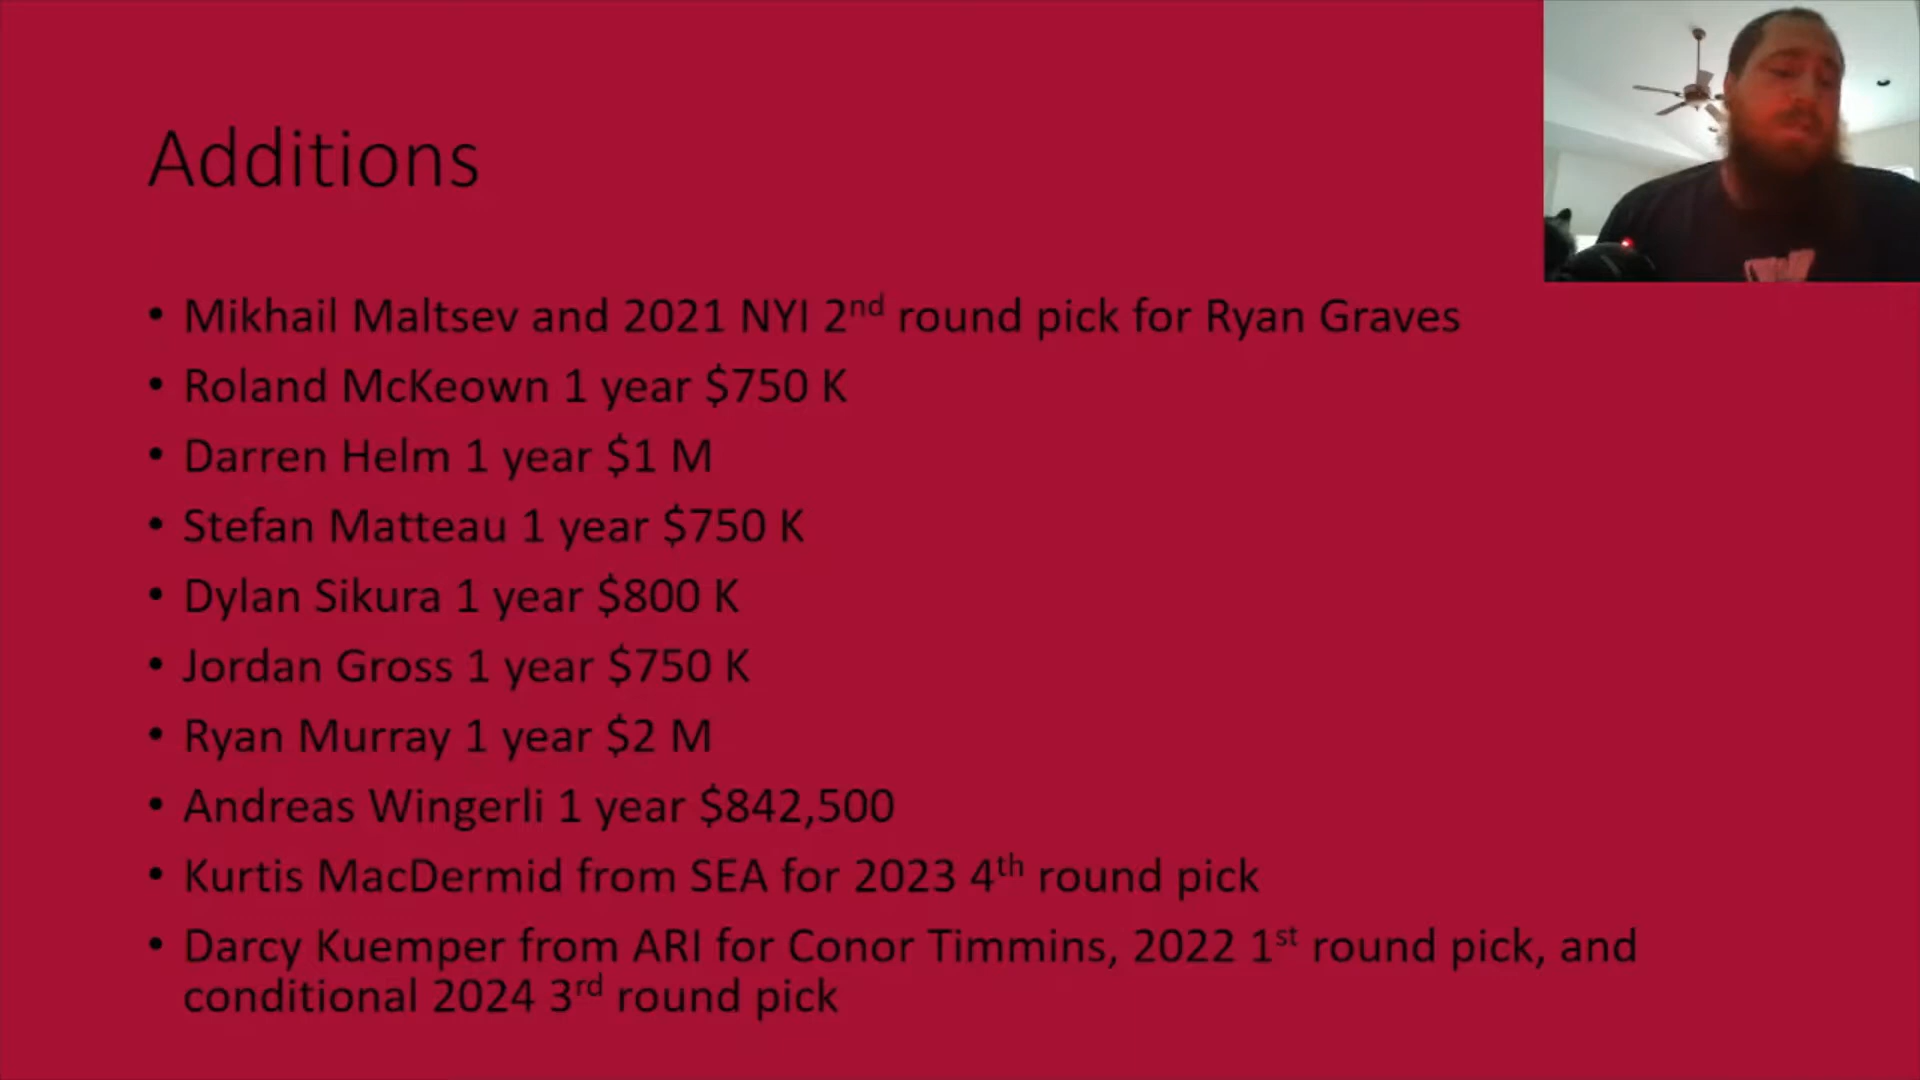 Additions
• Mikhail Maltsev and 2021 NYI 2nd round pick for Ryan Graves
• Roland McKeown 1 year $750 K
• Darren Helm 1 year $1 M
• Stefan Matteau 1 year $750 K
• Dylan Sikura 1 year $800 K
• Jordan Gross 1 year $750 K
• Ryan Murray 1 year $2 M
• Andreas Wingerli 1 year $842,500
• Kurtis MacDermid from SEA for 2023 4th round pick
• Darcy Kuemper from ARI for Conor Timmins, 2022 1st round pick, and
conditional 2024 3rd round pick